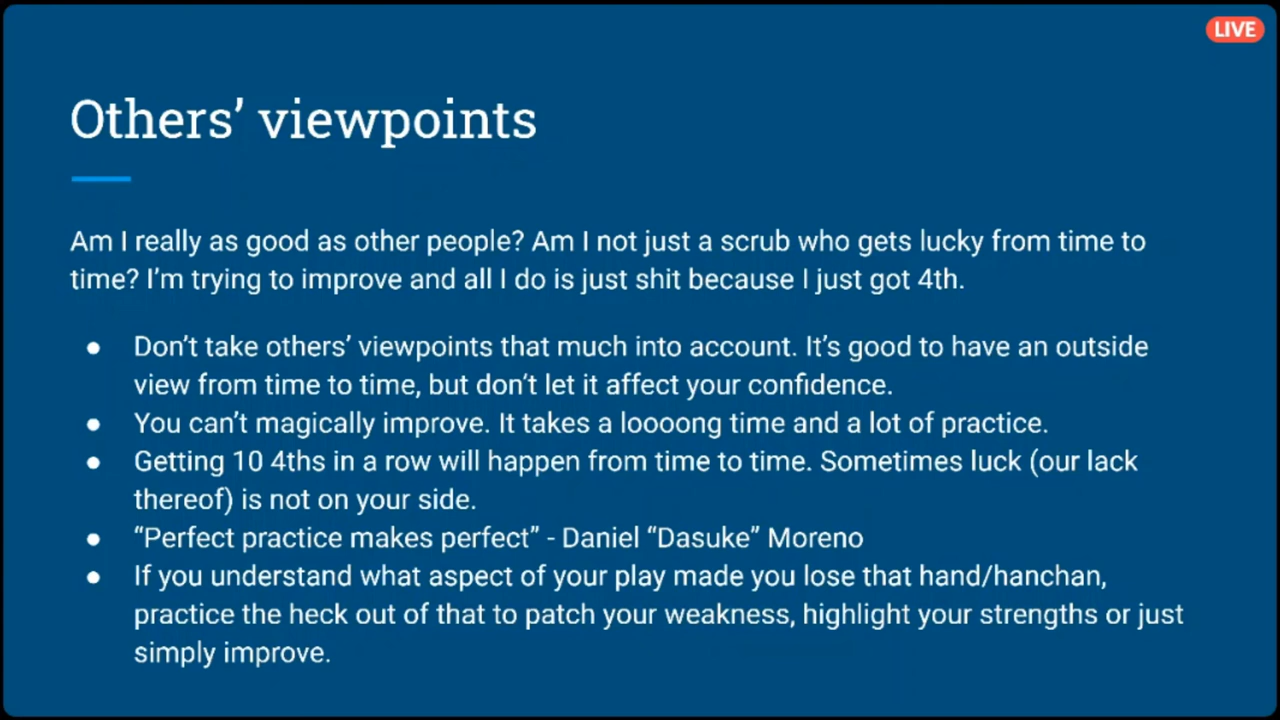 LIVE
Others’ viewpoints
Am I really as good as other people? Am I not just a scrub who gets lucky from time to
time? I’m trying to improve and all I do is just shit because I just got 4th.
● Don’t take others’ viewpoints that much into account. It’s good to have an outside
view from time to time, but don’t let it affect your confidence.
● You can’t magically improve. It takes a loooong time and a lot of practice.
● Getting 10 4ths in a row will happen from time to time. Sometimes luck (our lack
thereof) is not on your side.
● “Perfect practice makes perfect” - Daniel “Dasuke” Moreno
● If you understand what aspect of your play made you lose that hand/hanchan,
practice the heck out of that to patch your weakness, highlight your strengths or just
simply improve.